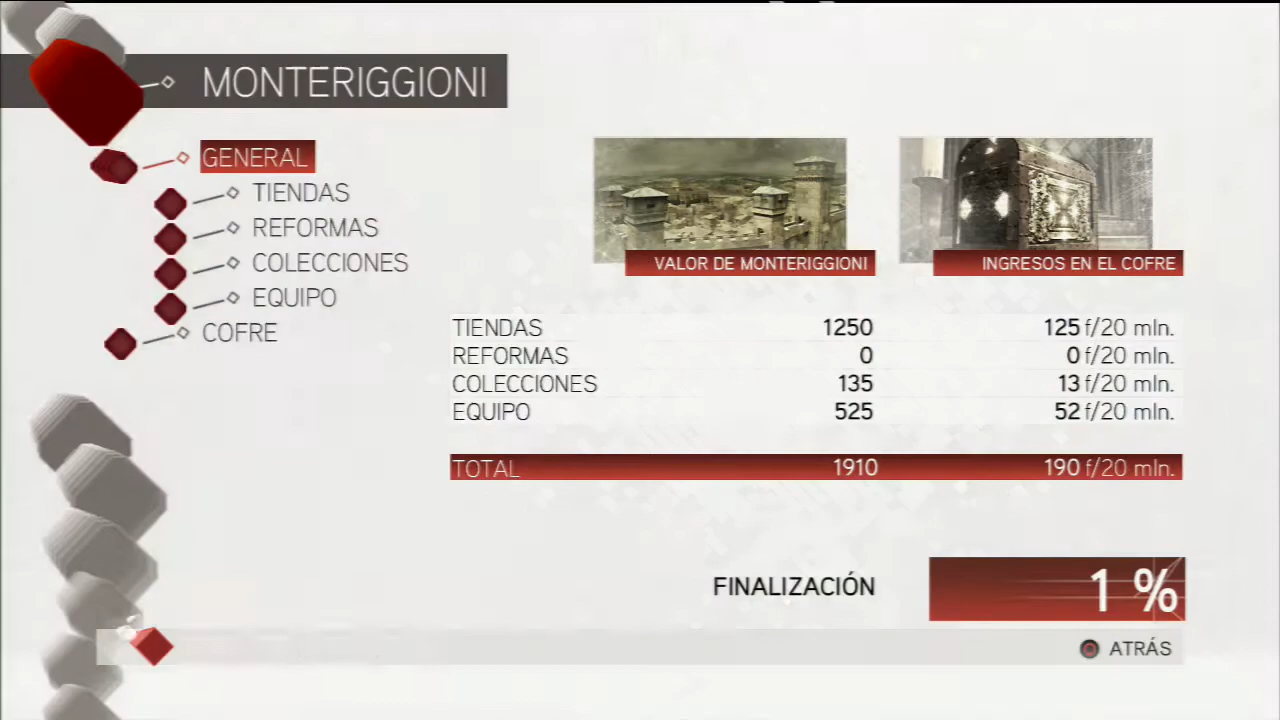 MONTERIGGIONI
GENERAL
TIENDAS
REFORMAS
COLECCIONES
EQUIPO
COFRE
VALOR DE MONTERIGGIONI
INGRESOS EN EL COFRE
TIENDAS 1250 125 f/20 mln.
REFORMAS 0 0 f/20 mln.
COLECCIONES 135 13 f/20 mln.
EQUIPO 525 52 f/20 mln.
TOTAL 1910 190 f/20 mln.
FINALIZACIÓN 1 %
ATRÁS